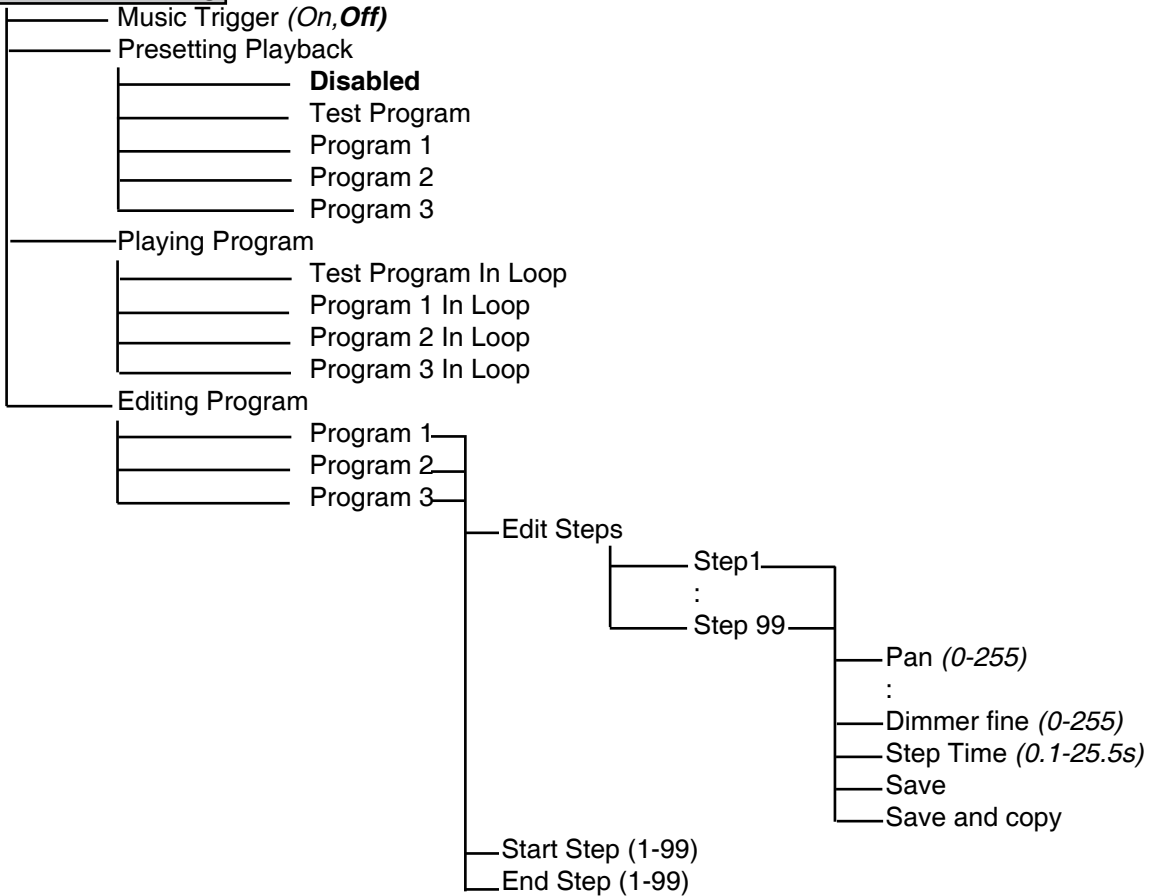 Music Trigger (On,Off)
Presetting Playback
Disabled
Test Program
Program 1
Program 2
Program 3
Playing Program
Test Program In Loop
Program 1 In Loop
Program 2 In Loop
Program 3 In Loop
Editing Program
Program 1
Program 2
Program 3
Edit Steps
Step1
:
Step 99
Pan (0-255)
:
Dimmer fine (0-255)
Step Time (0.1-25.5s)
Save
Save and copy
Start Step (1-99)
End Step (1-99)